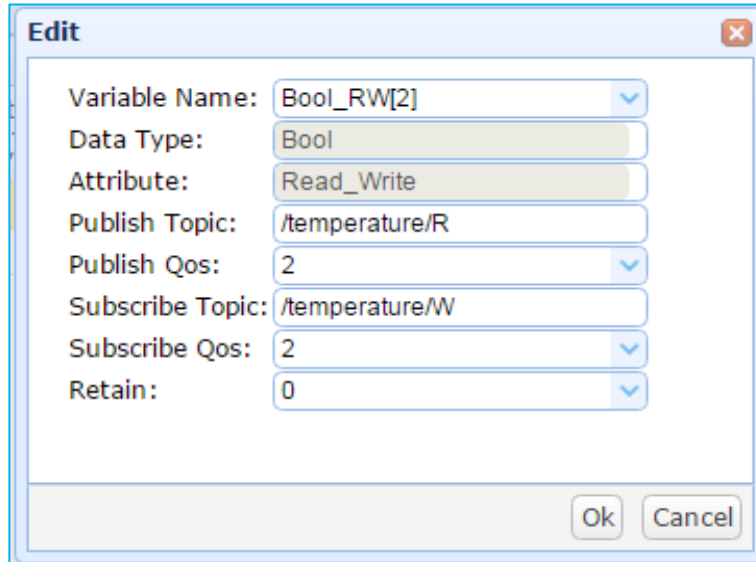 Edit
Variable Name: Bool_RW[2]
Data Type: Bool
Attribute: Read_Write
Publish Topic: /temperature/R
Publish Qos: 2
Subscribe Topic: /temperature/W
Subscribe Qos: 2
Retain: 0
Ok Cancel